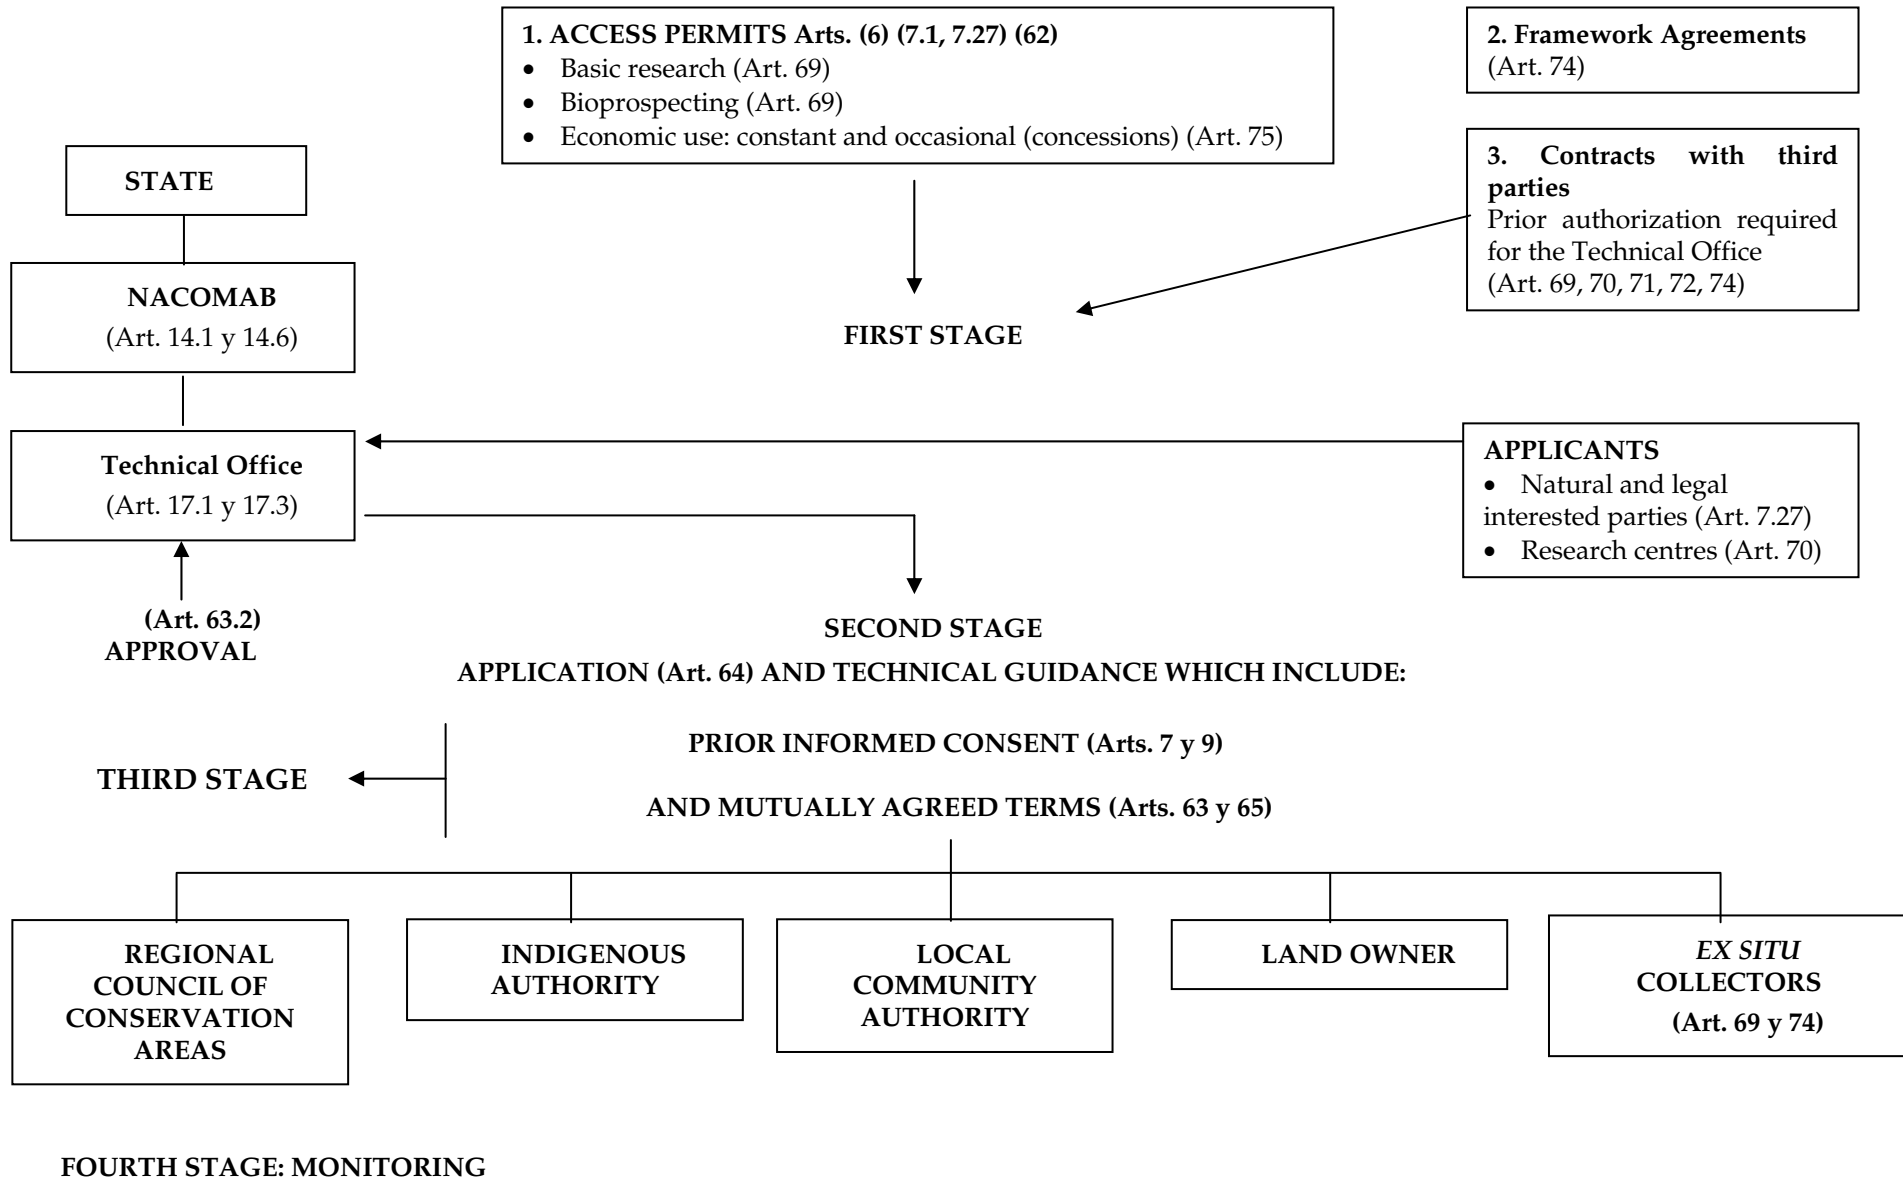 1. ACCESS PERMITS Arts. (6) (7.1, 7.27) (62)
• Basic research (Art. 69)
• Bioprospecting (Art. 69)
• Economic use: constant and occasional (concessions) (Art. 75)
2. Framework Agreements
(Art. 74)
3. Contracts with third
parties
Prior authorization required
for the Technical Office
(Art. 69, 70, 71, 72, 74)
STATE
NACOMAB
(Art. 14.1 y 14.6)
FIRST STAGE
Technical Office
(Art. 17.1 y 17.3)
APPLICANTS
• Natural and legal
interested parties (Art. 7.27)
• Research centres (Art. 70)
(Art. 63.2)
APPROVAL
SECOND STAGE
APPLICATION (Art. 64) AND TECHNICAL GUIDANCE WHICH INCLUDE:
PRIOR INFORMED CONSENT (Arts. 7 y 9)
THIRD STAGE
AND MUTUALLY AGREED TERMS (Arts. 63 y 65)
REGIONAL
COUNCIL OF
CONSERVATION
AREAS
INDIGENOUS
AUTHORITY
LOCAL
COMMUNITY
AUTHORITY
LAND OWNER
EX SITU
COLLECTORS
(Art. 69 y 74)
FOURTH STAGE: MONITORING